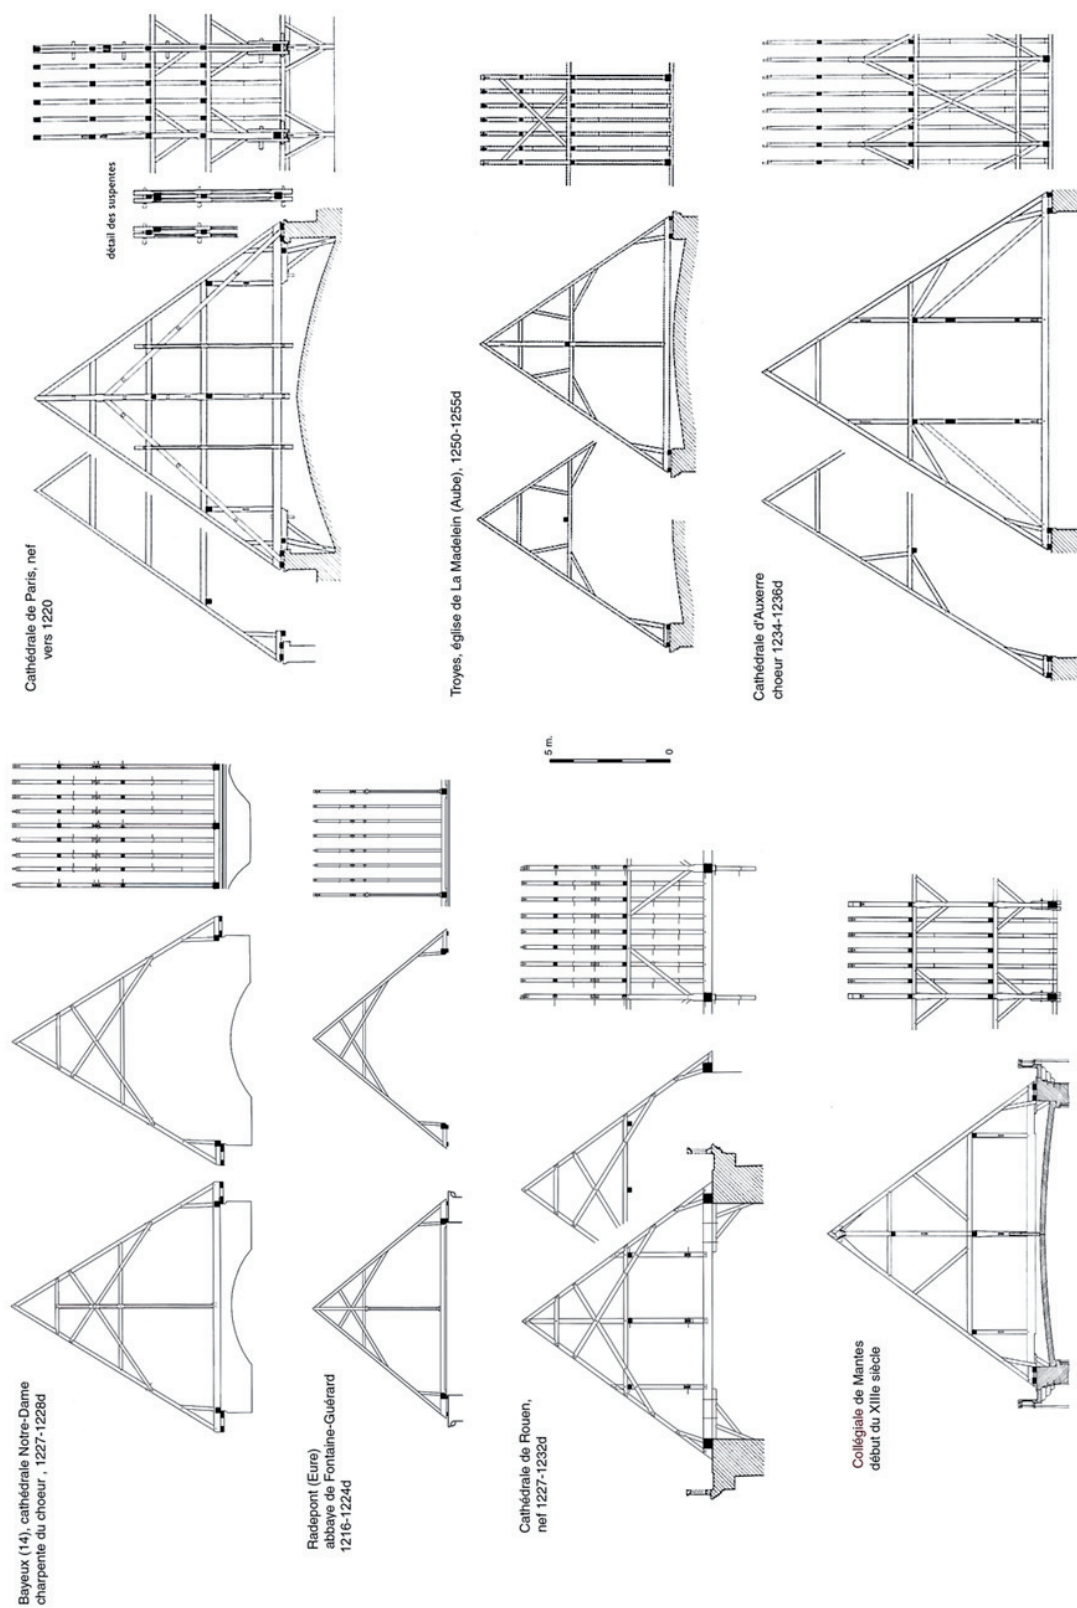 Bayeux (14), cathédrale Notre-Dame
charpente du choeur , 1227-1228d
Radepont (Eure)
abbaye de Fontaine-Guérard
1216-1224d
Cathédrale de Rouen,
nef 1227-1232d
Collégiale de Mantes
début du XIIIe siècle
5 m.
0
Cathédrale de Paris, nef
vers 1220
détail des suspentes
Troyes, église de La Madelein (Aube), 1250-1255d
Cathédrale d'Auxerre
choeur 1234-1236d